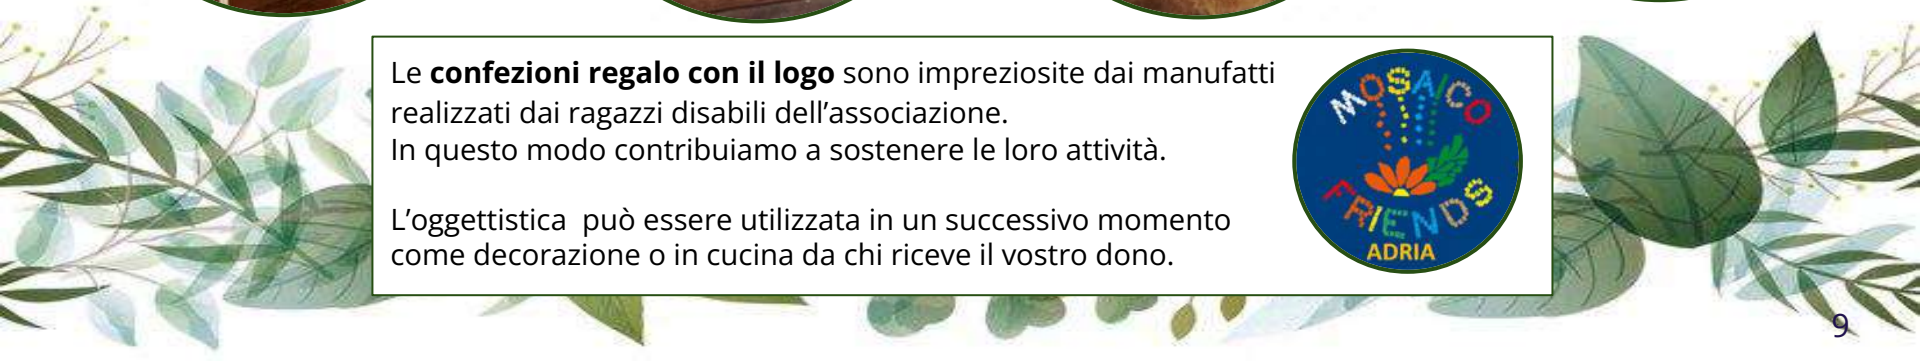 Le confezioni regalo con il logo sono impreziosite dai manufatti
realizzati dai ragazzi disabili dell’associazione.
In questo modo contribuiamo a sostenere le loro attività.
L’oggettistica  può essere utilizzata in un successivo momento
come decorazione o in cucina da chi riceve il vostro dono.
MOSAICO
FRIENDS
ADRIA
9